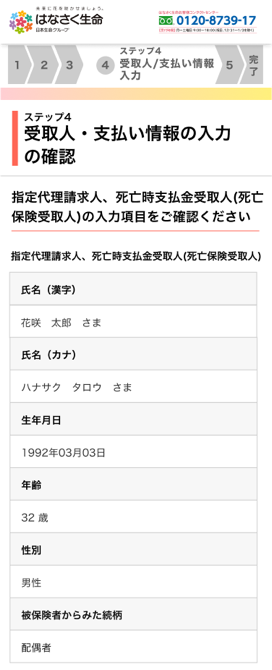 未来に花を咲かせましょう。
はなさく生命
日本生命グループ
はなさく生命お客様コンタクトセンター
0120-8739-17
1
2
3
4
ステップ4
受取人/支払い情報
入力
5
完了
ステップ4
受取人・支払い情報の入力
の確認
指定代理請求人、死亡時支払金受取人(死亡
保険受取人)の入力項目をご確認ください
指定代理請求人、死亡時支払金受取人(死亡保険受取人)
氏名（漢字）
花咲　太郎　さま
氏名（カナ）
ハナサク　タロウ　さま
生年月日
1992年03月03日
年齢
32 歳
性別
男性
被保険者からみた続柄
配偶者